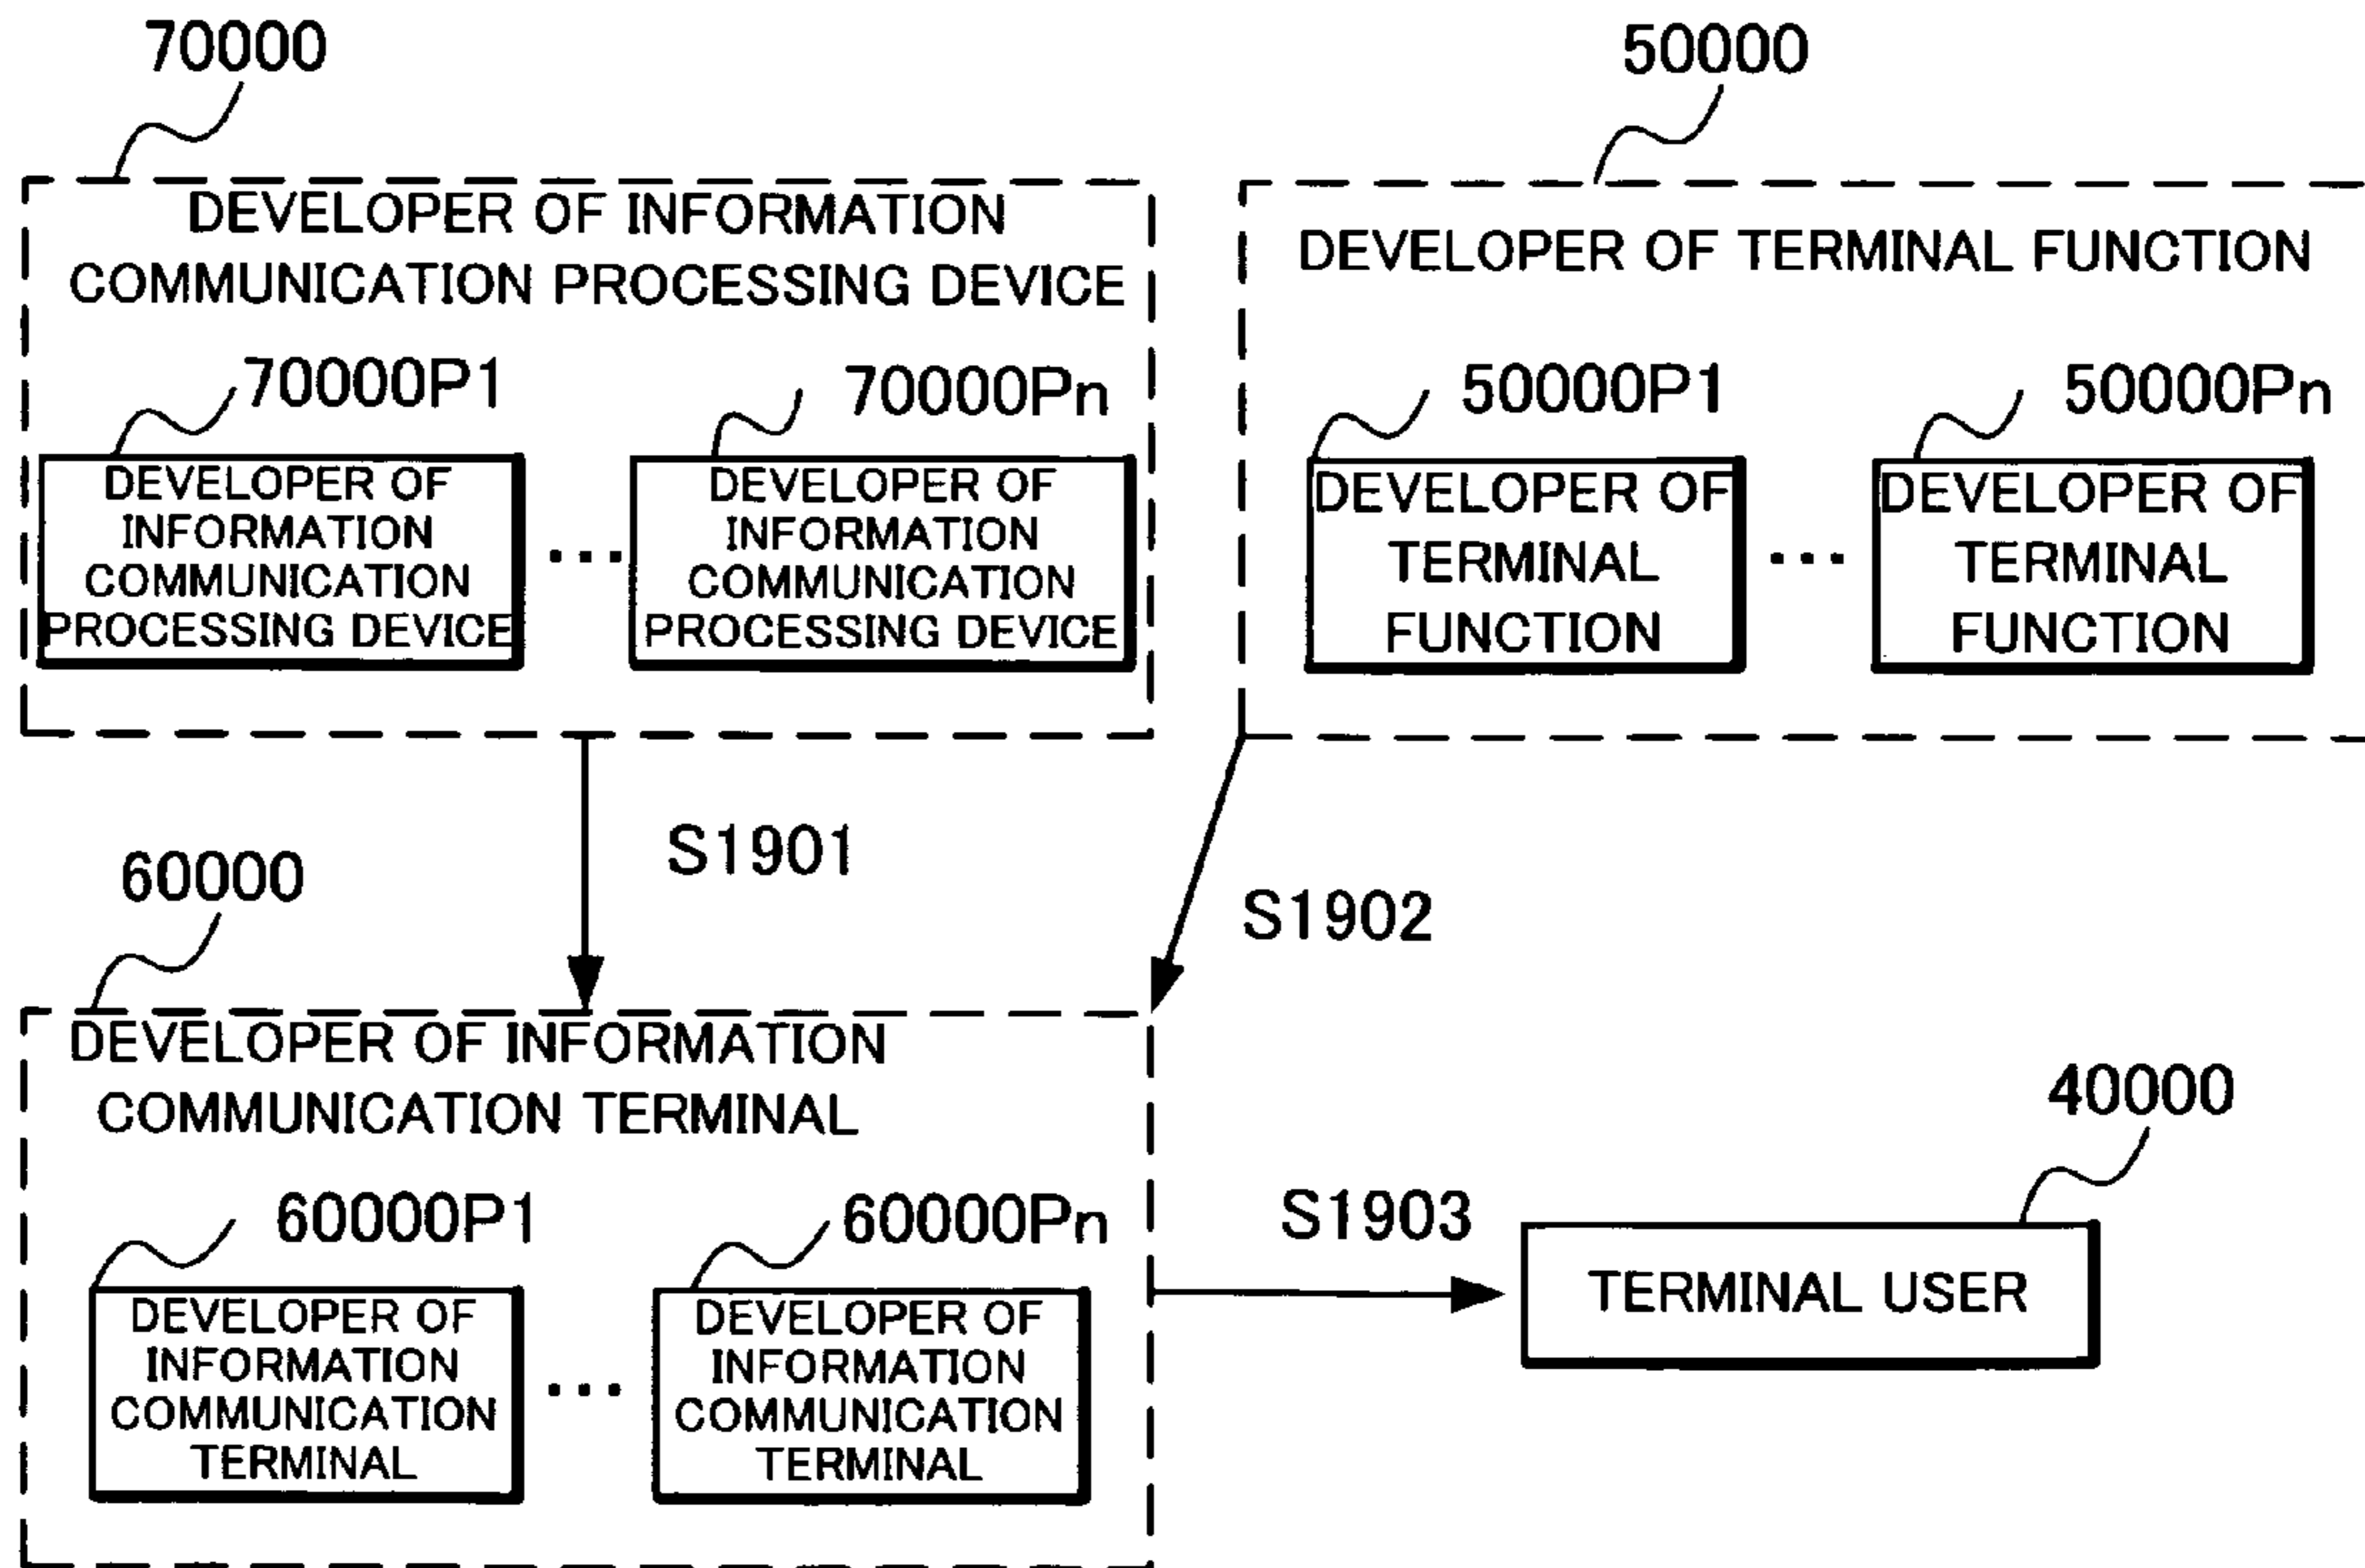 70000
50000
DEVELOPER OF INFORMATION
COMMUNICATION PROCESSING DEVICE
DEVELOPER OF TERMINAL FUNCTION
70000P1
70000Pn
50000P1
50000Pn
DEVELOPER OF
INFORMATION
COMMUNICATION
PROCESSING DEVICE
...
DEVELOPER OF
INFORMATION
COMMUNICATION
PROCESSING DEVICE
DEVELOPER OF
TERMINAL
FUNCTION
...
DEVELOPER OF
TERMINAL
FUNCTION
S1901
S1902
60000
DEVELOPER OF INFORMATION
COMMUNICATION TERMINAL
60000P1
60000Pn
DEVELOPER OF
INFORMATION
COMMUNICATION
TERMINAL
...
DEVELOPER OF
INFORMATION
COMMUNICATION
TERMINAL
S1903
40000
TERMINAL USER